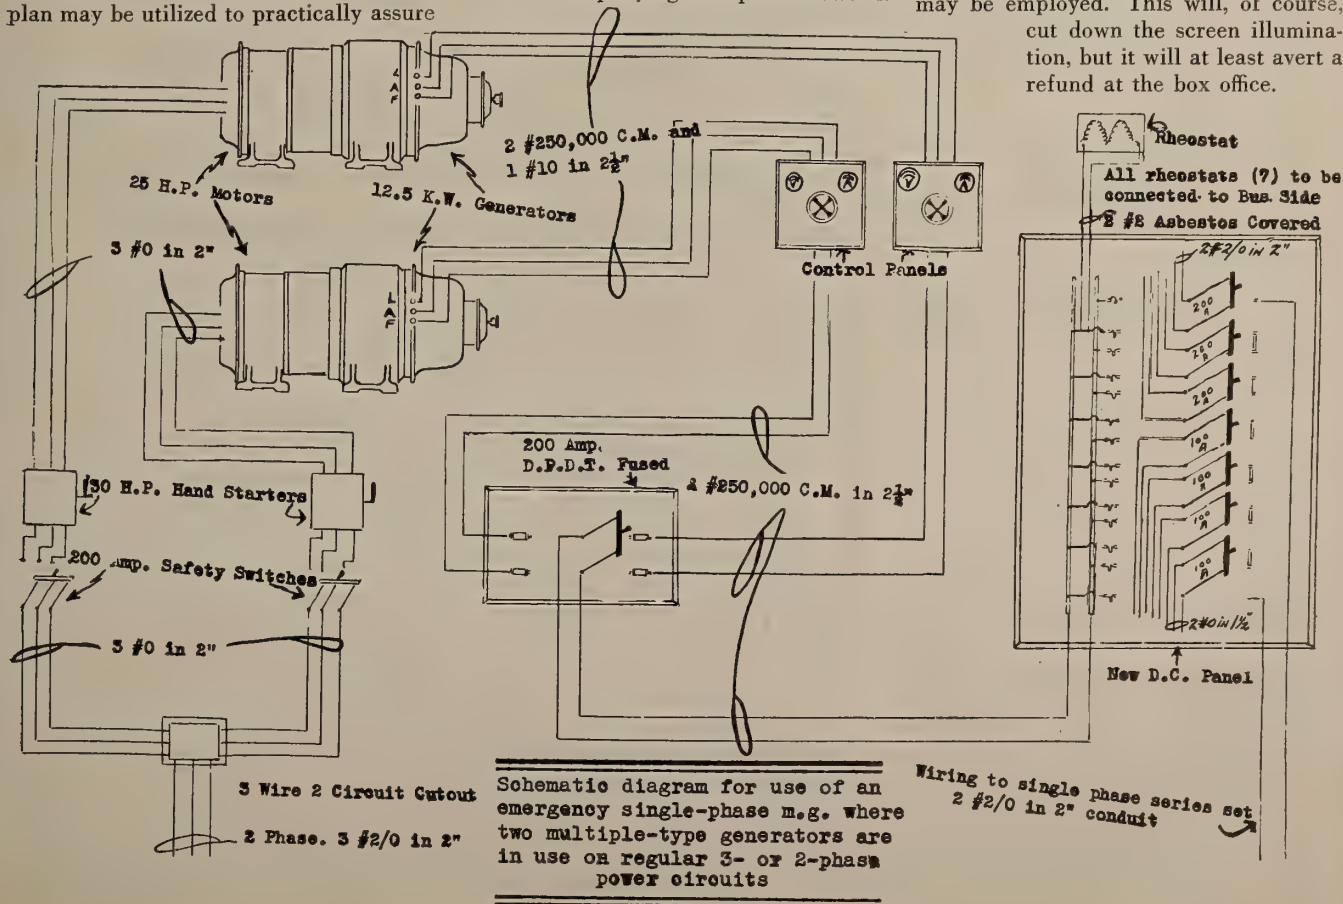 plan may be utilized to practically assure
may be employed. This will, of course,
cut down the screen illumina-
tion, but it will at least avert a
refund at the box office.
L
A
F
2 #250,000 C.M. and
1 #10 in 2½"
25 H.P. Motors
12.5 K.W. Generators
3 #0 in 2"
L
A
F
Control Panels
Rheostat
All rheostats (7) to be
connected to Bus. Side
2 #2 Asbestos Covered
2#2/0 in 2"
200 A
200 A
200 A
100 A
100 A
100 A
100 A
2#0 in 1½"
New D.C. Panel
200 Amp.
D.P.D.T. Fused
2 #250,000 C.M. in 2½"
30 H.P. Hand Starters
200 Amp. Safety Switches
3 #0 in 2"
3 Wire 2 Circuit Cutout
2 Phase. 3 #2/0 in 2"
Schematic diagram for use of an
emergency single-phase m.g. where
two multiple-type generators are
in use on regular 3- or 2-phase
power circuits
Wiring to single phase series set
2 #2/0 in 2" conduit